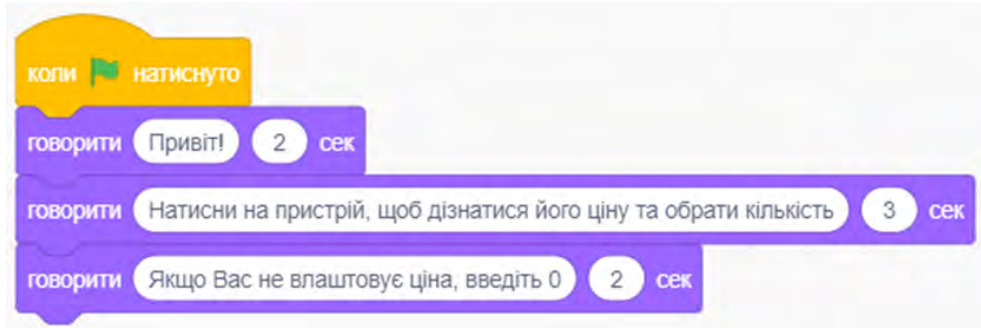 коли натиснуто
говорити Привіт! 2 сек
говорити Натисни на пристрій, щоб дізнатися його ціну та обрати кількість 3 сек
говорити Якщо Вас не влаштовує ціна, введіть 0 2 сек